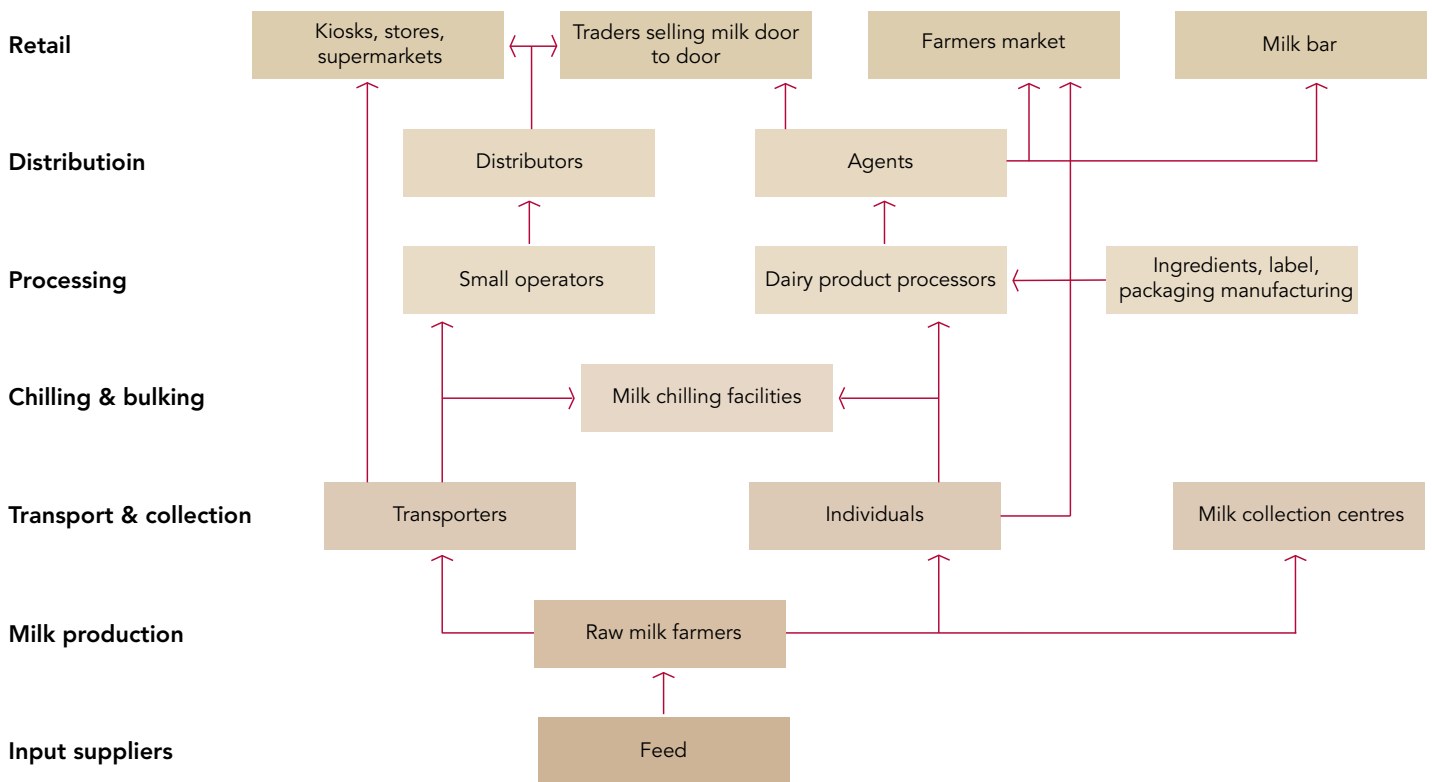 Retail
Kiosks, stores,
supermarkets
Traders selling milk door
to door
Farmers market
Milk bar
Distributioin
Distributors
Agents
Processing
Small operators
Dairy product processors
Ingredients, label,
packaging manufacturing
Chilling & bulking
Milk chilling facilities
Transport & collection
Transporters
Individuals
Milk collection centres
Milk production
Raw milk farmers
Input suppliers
Feed